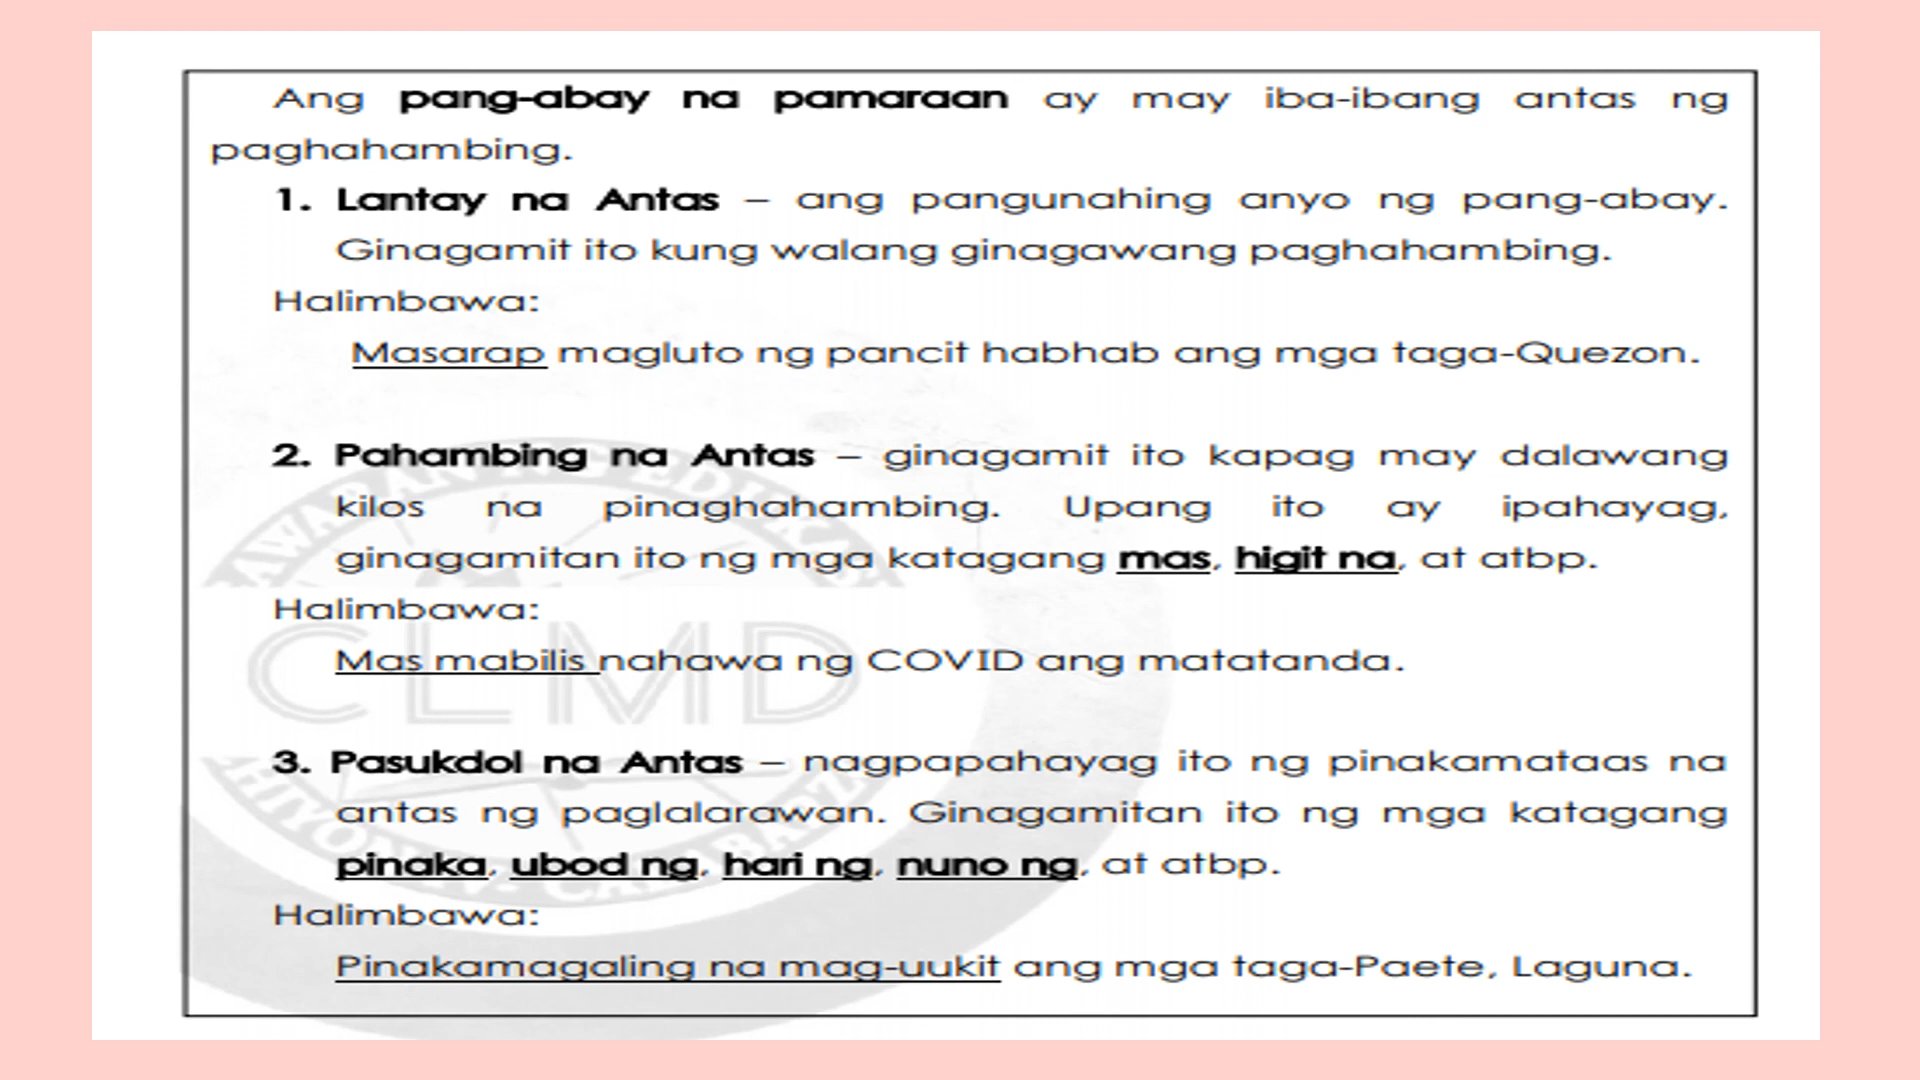 Ang pang-abay na pamaraan ay may iba-ibang antas ng
paghahambing.
1. Lantay na Antas – ang pangunahing anyo ng pang-abay.
Ginagamit ito kung walang ginagawang paghahambing.
Halimbawa:
Masarap magluto ng pancit habhab ang mga taga-Quezon.
2. Pahambing na Antas – ginagamit ito kapag may dalawang
kilos na pinaghahambing. Upang ito ay ipahayag,
ginagamitan ito ng mga katagang mas, higit na, at atbp.
Halimbawa:
Mas mabilis nahawa ng COVID ang matatanda.
CLMD
3. Pasukdol na Antas – nagpapahayag ito ng pinakamataas na
antas ng paglalarawan. Ginagamitan ito ng mga katagang
pinaka, ubod ng, hari ng, nuno ng, at atbp.
Halimbawa:
Pinakamagaling na mag-uukit ang mga taga-Paete, Laguna.